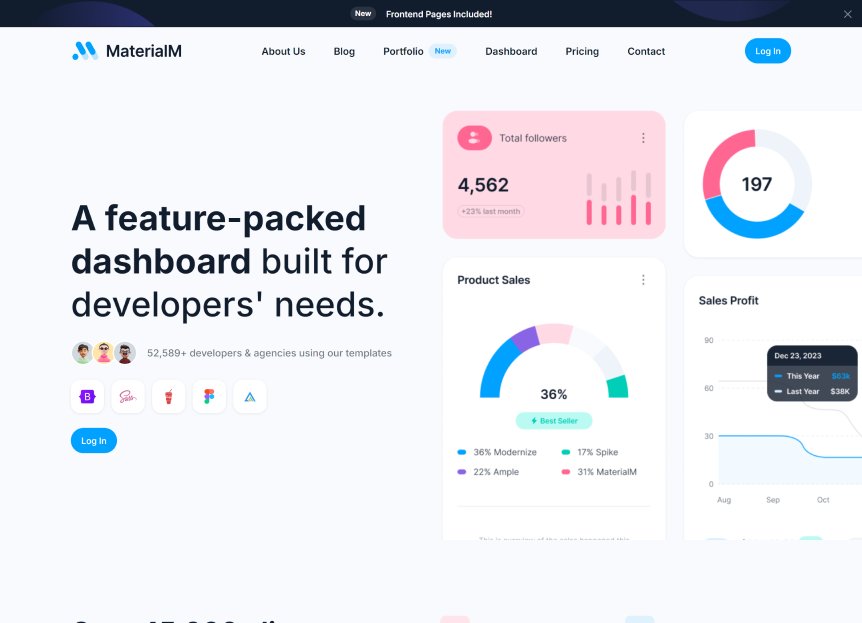 New Frontend Pages Included!
MaterialM
About Us Blog Portfolio New Dashboard Pricing Contact
Log In
A feature-packed
dashboard built for
developers' needs.
52,589+ developers & agencies using our templates
B
Sass
Log In
Total followers
4,562
+23% last month
197
Product Sales
36%
Best Seller
36% Modernize 17% Spike
22% Ample 31% MaterialM
Sales Profit
90
60
30
0
Aug Sep Oct
Dec 23, 2023
This Year $63k
Last Year $38K